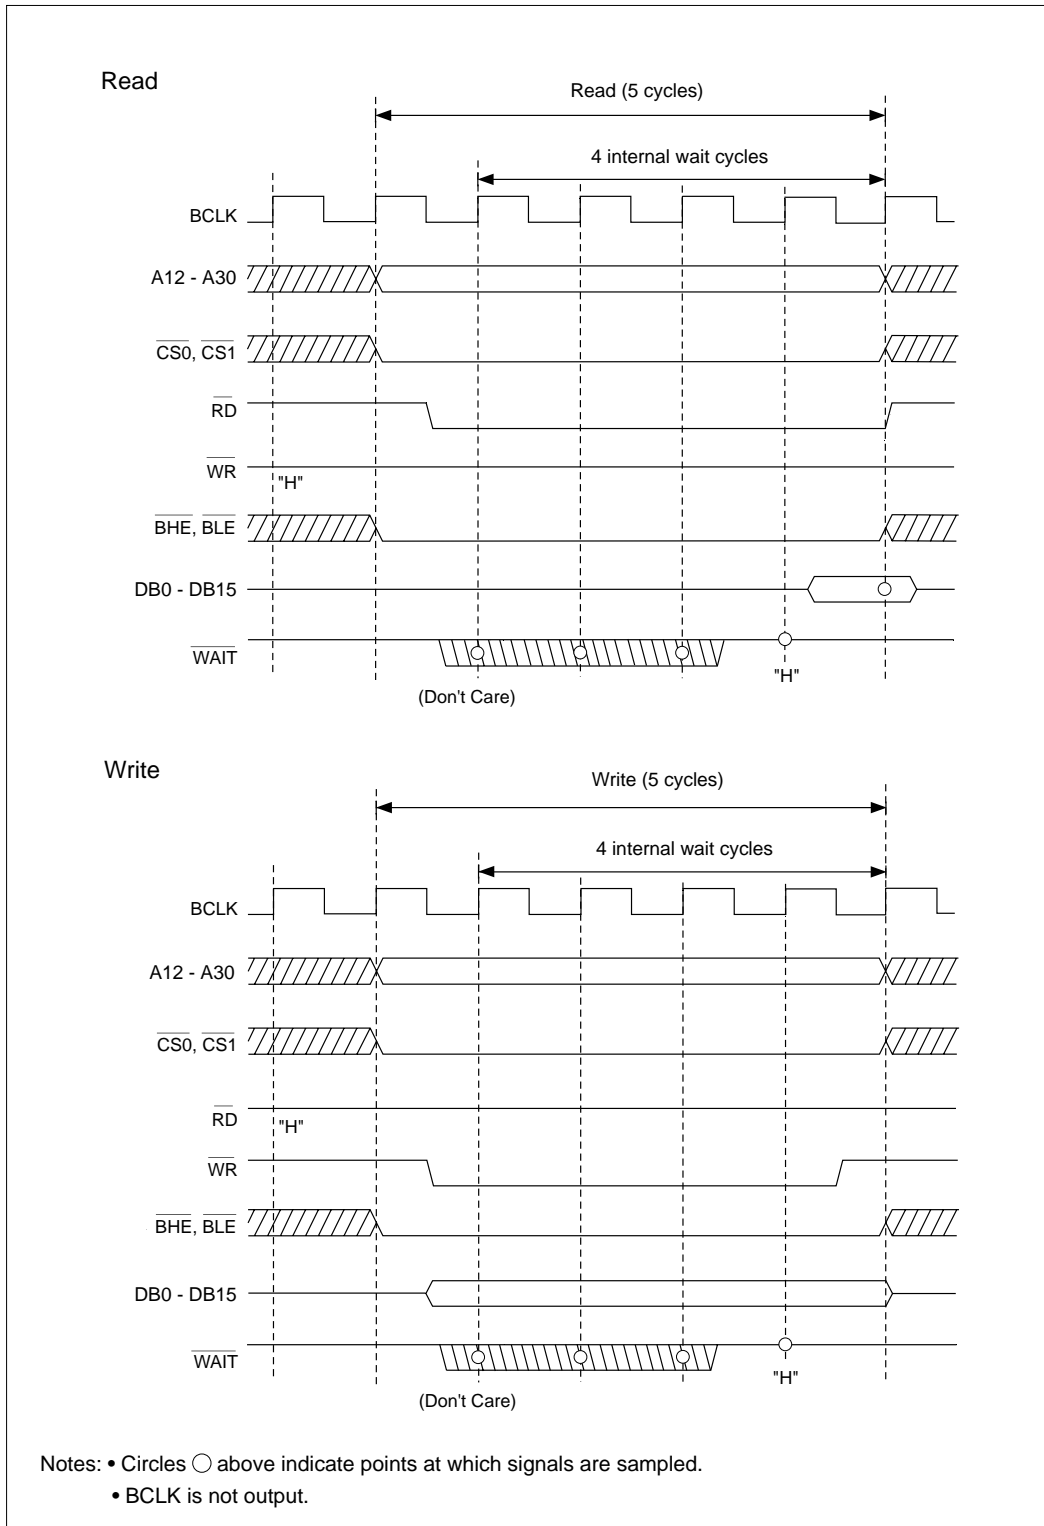 Read
Read (5 cycles)
4 internal wait cycles
BCLK
A12 - A30
CS0, CS1
RD
WR
"H"
BHE, BLE
DB0 - DB15
WAIT
"H"
(Don't Care)
Write
Write (5 cycles)
4 internal wait cycles
BCLK
A12 - A30
CS0, CS1
RD
"H"
WR
BHE, BLE
DB0 - DB15
WAIT
"H"
(Don't Care)
Notes: • Circles ○ above indicate points at which signals are sampled.
• BCLK is not output.